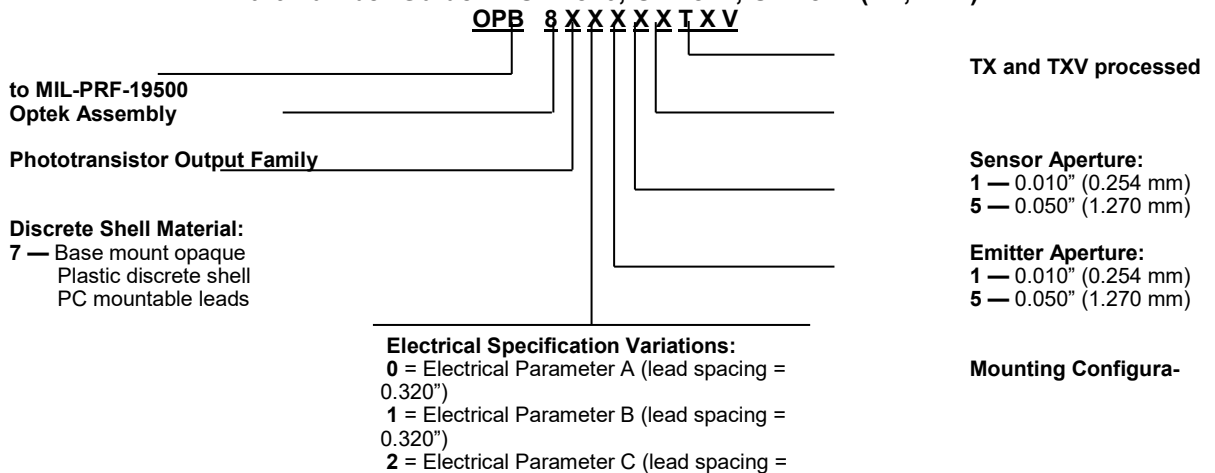 OPB 8 X X X X X T X V
TX and TXV processed
to MIL-PRF-19500
Optek Assembly
Phototransistor Output Family
Sensor Aperture:
1 — 0.010” (0.254 mm)
5 — 0.050” (1.270 mm)
Discrete Shell Material:
7 — Base mount opaque
Plastic discrete shell
PC mountable leads
Emitter Aperture:
1 — 0.010” (0.254 mm)
5 — 0.050” (1.270 mm)
Electrical Specification Variations:
0 = Electrical Parameter A (lead spacing =
0.320”)
1 = Electrical Parameter B (lead spacing =
0.320”)
2 = Electrical Parameter C (lead spacing =
Mounting Configura-